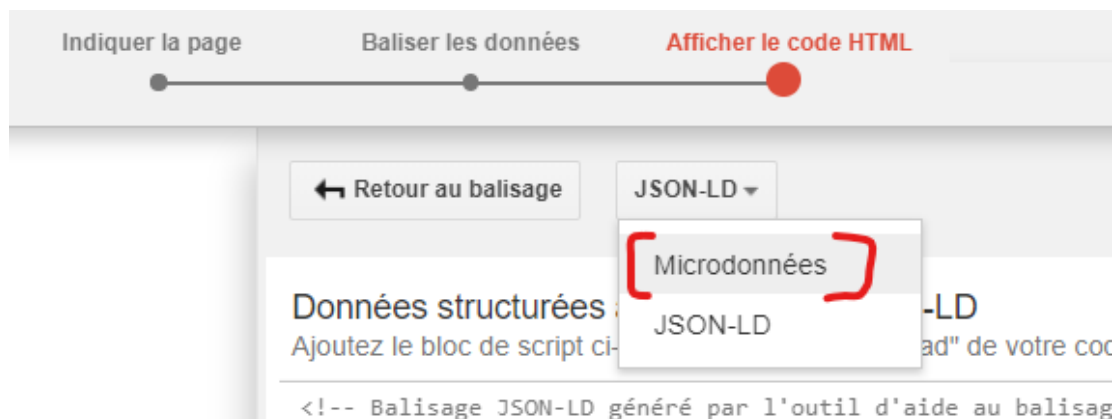 Indiquer la page Baliser les données Afficher le code HTML
Retour au balisage JSON-LD
Microdonnées
JSON-LD
Données structurées -LD
Ajoutez le bloc de script ci- ad" de votre
<!-- Balisage JSON-LD généré par l'outil d'aide au